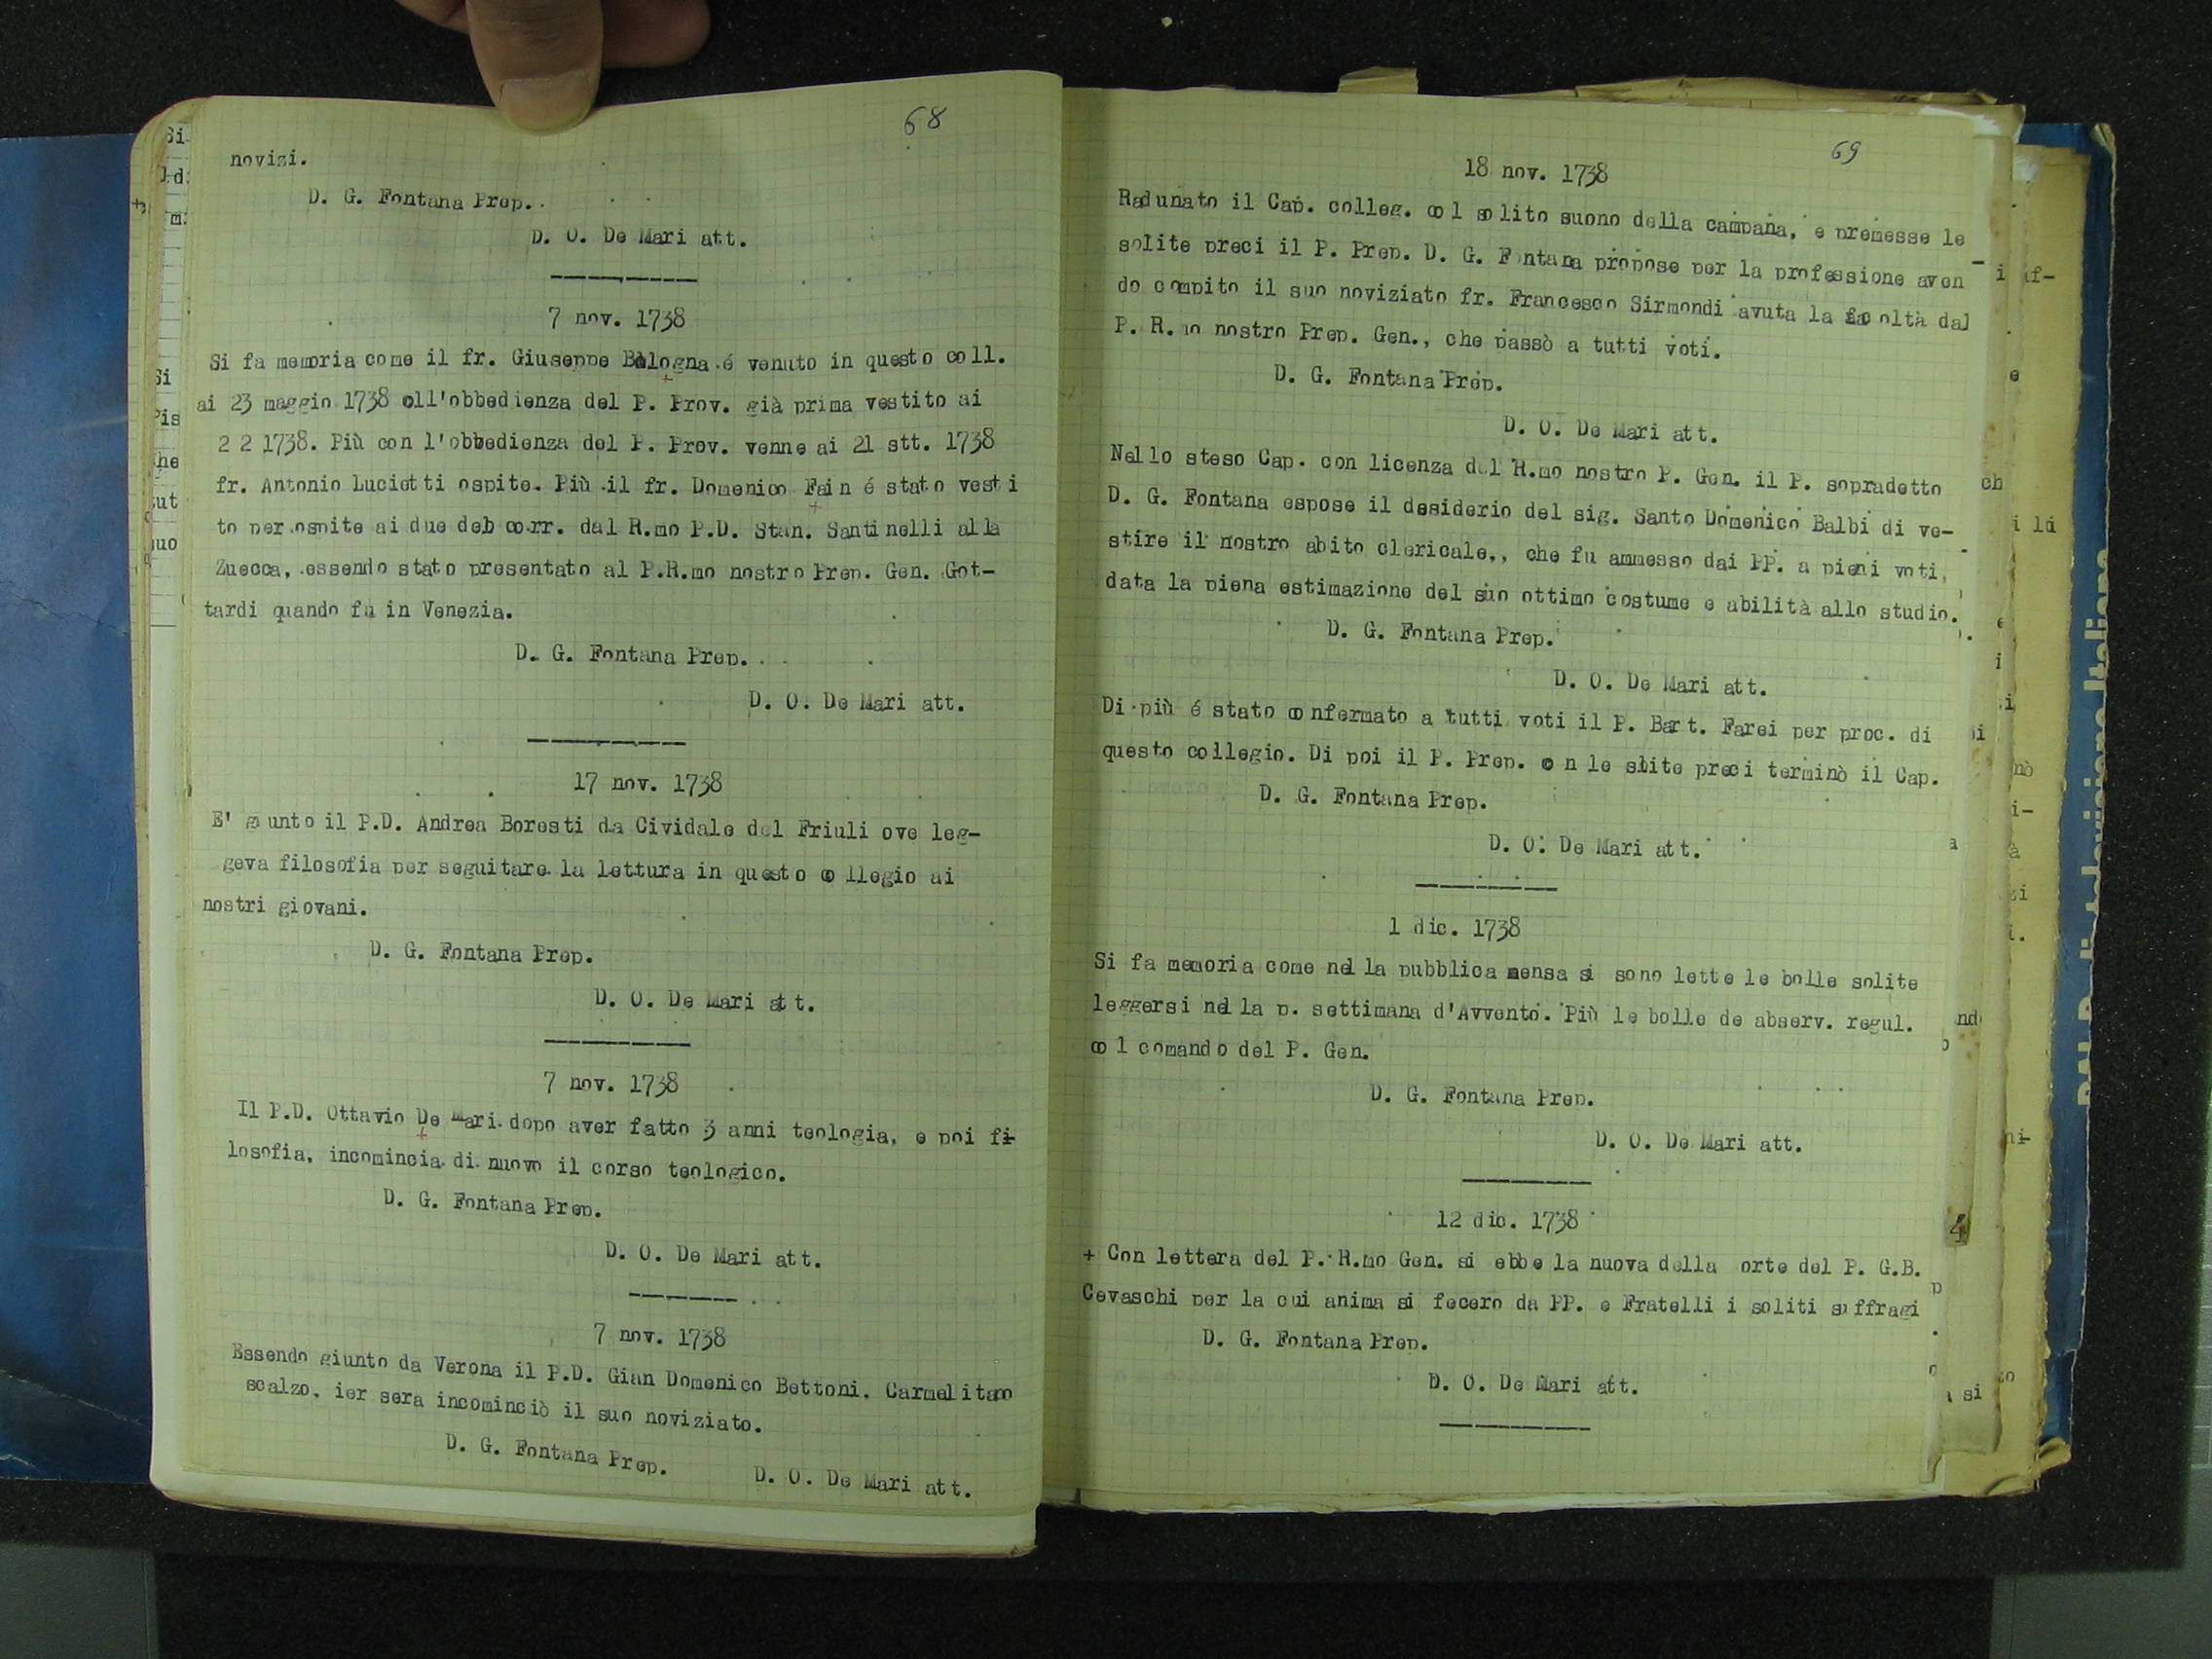 68
novizi.
D. G. Fontana Prep.
D. O. De Mari att.
7 nov. 1738
Si fa memoria come il fr. Giuseppe Bologna é venuto in questo coll.
ai 23 maggio 1738 oll'obbedienza del P. Prov. già prima vestito ai
2 2 1738. Più con l'obbedienza del P. Prov. venne ai 21 stt. 1738
fr. Antonio Luciotti ospite. Più il fr. Domenico Fain é stato vesti
to per ospite ai due deb corr. dal R.mo P.D. Stan. Santinelli alla
Zuecca, essendo stato presentato al P.R.mo nostro Prep. Gen. Got-
tardi quando fu in Venezia.
D. G. Fontana Prep.
D. O. De Mari att.
17 nov. 1738
E' giunto il P.D. Andrea Boresti da Cividale del Friuli ove leg-
geva filosofia per seguitare la lettura in questo collegio ai
nostri giovani.
D. G. Fontana Prep.
D. O. De Mari att.
7 nov. 1738
Il P.D. Ottavio De Mari dopo aver fatto 3 anni teologia, e poi fi-
losofia, incomincia di nuovo il corso teologico.
D. G. Fontana Prep.
D. O. De Mari att.
7 nov. 1738
Essendo giunto da Verona il P.D. Gian Domenico Bettoni, Carmelitano
scalzo, ier sera incominciò il suo noviziato.
D. G. Fontana Prep.
D. O. De Mari att.
69
18 nov. 1738
Radunato il Cap. colleg. col solito suono della campana, e premesse le
solite preci il P. Prep. D. G. Fontana propose per la professione aven-
do compito il suo noviziato fr. Francesco Sirmondi avuta la facoltà dal
P. R.mo nostro Prep. Gen., che passò a tutti voti.
D. G. Fontana Prep.
D. O. De Mari att.
Nello steso Cap. con licenza del R.mo nostro P. Gen. il P. sopradetto
D. G. Fontana espose il desiderio del sig. Santo Domenico Balbi di ve-
stire il nostro abito clericale,, che fu ammesso dai PP. a pieni voti,
data la piena estimazione del suo ottimo costume e abilità allo studio.
D. G. Fontana Prep.
D. O. De Mari att.
Di più é stato confermato a tutti voti il P. Bart. Farei per proc. di
questo collegio. Di poi il P. Prep. con le slite preci terminò il Cap.
D. G. Fontana Prep.
D. O. De Mari att.
1 dic. 1738
Si fa memoria come nella pubblica mensa si sono lette le bolle solite
leggersi nella p. settimana d'Avvento. Più le bolle de abserv. regul.
col comando del P. Gen.
D. G. Fontana Prep.
D. O. De Mari att.
12 dic. 1738
+ Con lettera del P. R.mo Gen. si ebbe la nuova della orte del P. G.B.
Cevaschi per la cui anima si fecero da PP. e Fratelli i soliti suffragi
D. G. Fontana Prep.
D. O. De Mari att.